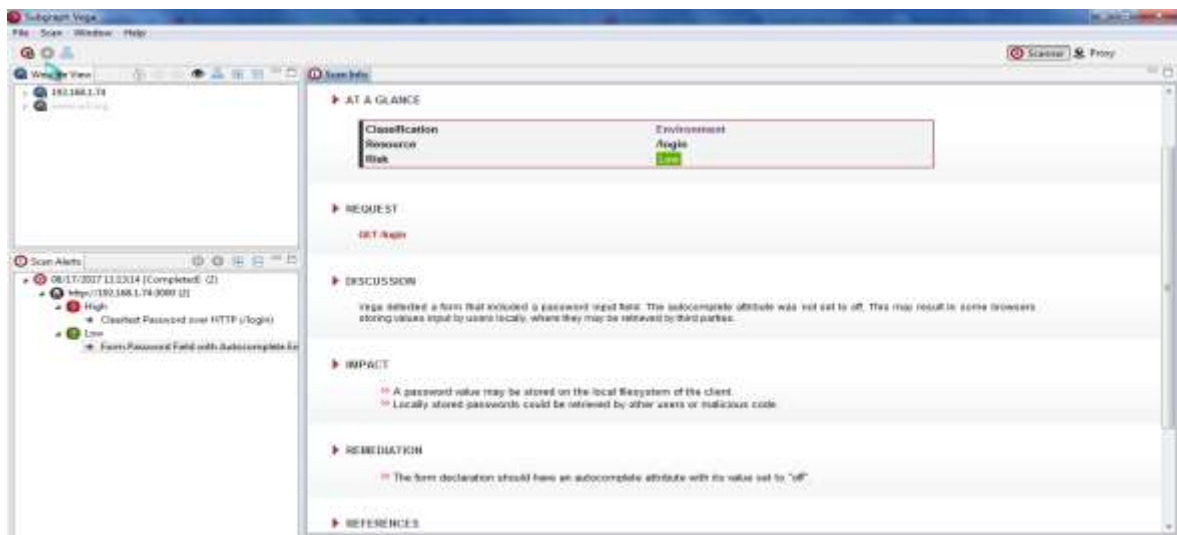 Subgraph Vega
File Scan Window Help
Scanner Proxy
Website View
Scan Info
192.168.1.74
AT A GLANCE
Classification Environment
Resource /login
Risk Low
REQUEST
GET /login
Scan Alerts
08/17/2017 11:13:14 [Completed] (2)
http://192.168.1.74:3000 (2)
High
Cleartext Password over HTTP (/login)
Low
Form Password Field with Autocomplete En
DISCUSSION
Vega detected a form that included a password input field. The autocomplete attribute was not set to off. This may result in some browsers
storing values input by users locally, where they may be retrieved by third parties.
IMPACT
A password value may be stored on the local filesystem of the client.
Locally stored passwords could be retrieved by other users or malicious code.
REMEDIATION
The form declaration should have an autocomplete attribute with its value set to "off".
REFERENCES